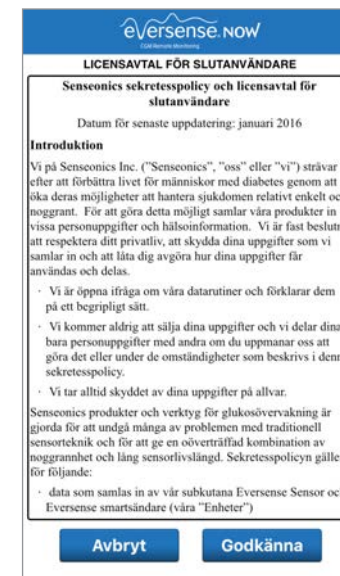 eversense. NOW
CGM Remote Monitoring
LICENSAVTAL FÖR SLUTANVÄNDARE
Senseonics sekretesspolicy och licensavtal för
slutanvändare
Datum för senaste uppdatering: januari 2016
Introduktion
Vi på Senseonics Inc. ("Senseonics", "oss" eller "vi") strävar
efter att förbättra livet för människor med diabetes genom att
öka deras möjligheter att hantera sjukdomen relativt enkelt oc
noggrant. För att göra detta möjligt samlar våra produkter in
vissa personuppgifter och hälsoinformation. Vi är fast beslutn
att respektera ditt privatliv, att skydda dina uppgifter som vi
samlar in och att låta dig avgöra hur dina uppgifter får
användas och delas.
· Vi är öppna ifråga om våra datarutiner och förklarar dem
på ett begripligt sätt.
· Vi kommer aldrig att sälja dina uppgifter och vi delar dina
bara personuppgifter med andra om du uppmanar oss att
göra det eller under de omständigheter som beskrivs i denn
sekretesspolicy.
· Vi tar alltid skyddet av dina uppgifter på allvar.
Senseonics produkter och verktyg för glukosövervakning är
gjorda för att undgå många av problemen med traditionell
sensorteknik och för att ge en oöverträffad kombination av
noggrannhet och lång sensorlivslängd. Sekretesspolicyn gälle
för följande:
· data som samlas in av vår subkutana Eversense Sensor oc
Eversense smartsändare (våra "Enheter")
Avbryt
Godkänna